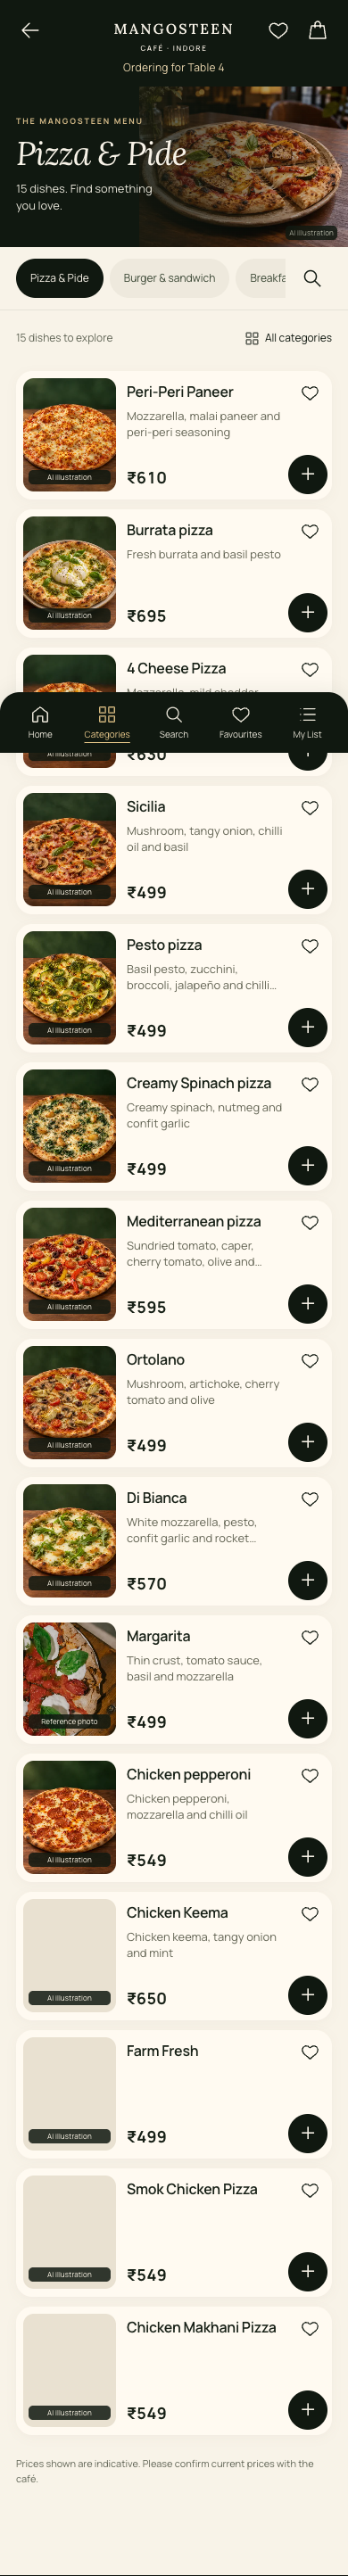 MANGOSTEEN
CAFÉ · INDORE
Ordering for Table 4
THE MANGOSTEEN MENU
Pizza & Pide
15 dishes. Find something
you love.
AI illustration
Pizza & Pide
Burger & sandwich
Breakfa
15 dishes to explore
All categories
Peri-Peri Paneer
Mozzarella, malai paneer and
peri-peri seasoning
AI illustration
₹610
Burrata pizza
Fresh burrata and basil pesto
AI illustration
₹695
4 Cheese Pizza
Home
Categories
Search
Favourites
My List
AI illustration
₹630
Sicilia
Mushroom, tangy onion, chilli
oil and basil
AI illustration
₹499
Pesto pizza
Basil pesto, zucchini,
broccoli, jalapeño and chilli…
AI illustration
₹499
Creamy Spinach pizza
Creamy spinach, nutmeg and
confit garlic
AI illustration
₹499
Mediterranean pizza
Sundried tomato, caper,
cherry tomato, olive and…
AI illustration
₹595
Ortolano
Mushroom, artichoke, cherry
tomato and olive
AI illustration
₹499
Di Bianca
White mozzarella, pesto,
confit garlic and rocket…
AI illustration
₹570
Margarita
Thin crust, tomato sauce,
basil and mozzarella
Reference photo
₹499
Chicken pepperoni
Chicken pepperoni,
mozzarella and chilli oil
AI illustration
₹549
Chicken Keema
Chicken keema, tangy onion
and mint
AI illustration
₹650
Farm Fresh
AI illustration
₹499
Smok Chicken Pizza
AI illustration
₹549
Chicken Makhani Pizza
AI illustration
₹549
Prices shown are indicative. Please confirm current prices with the
café.